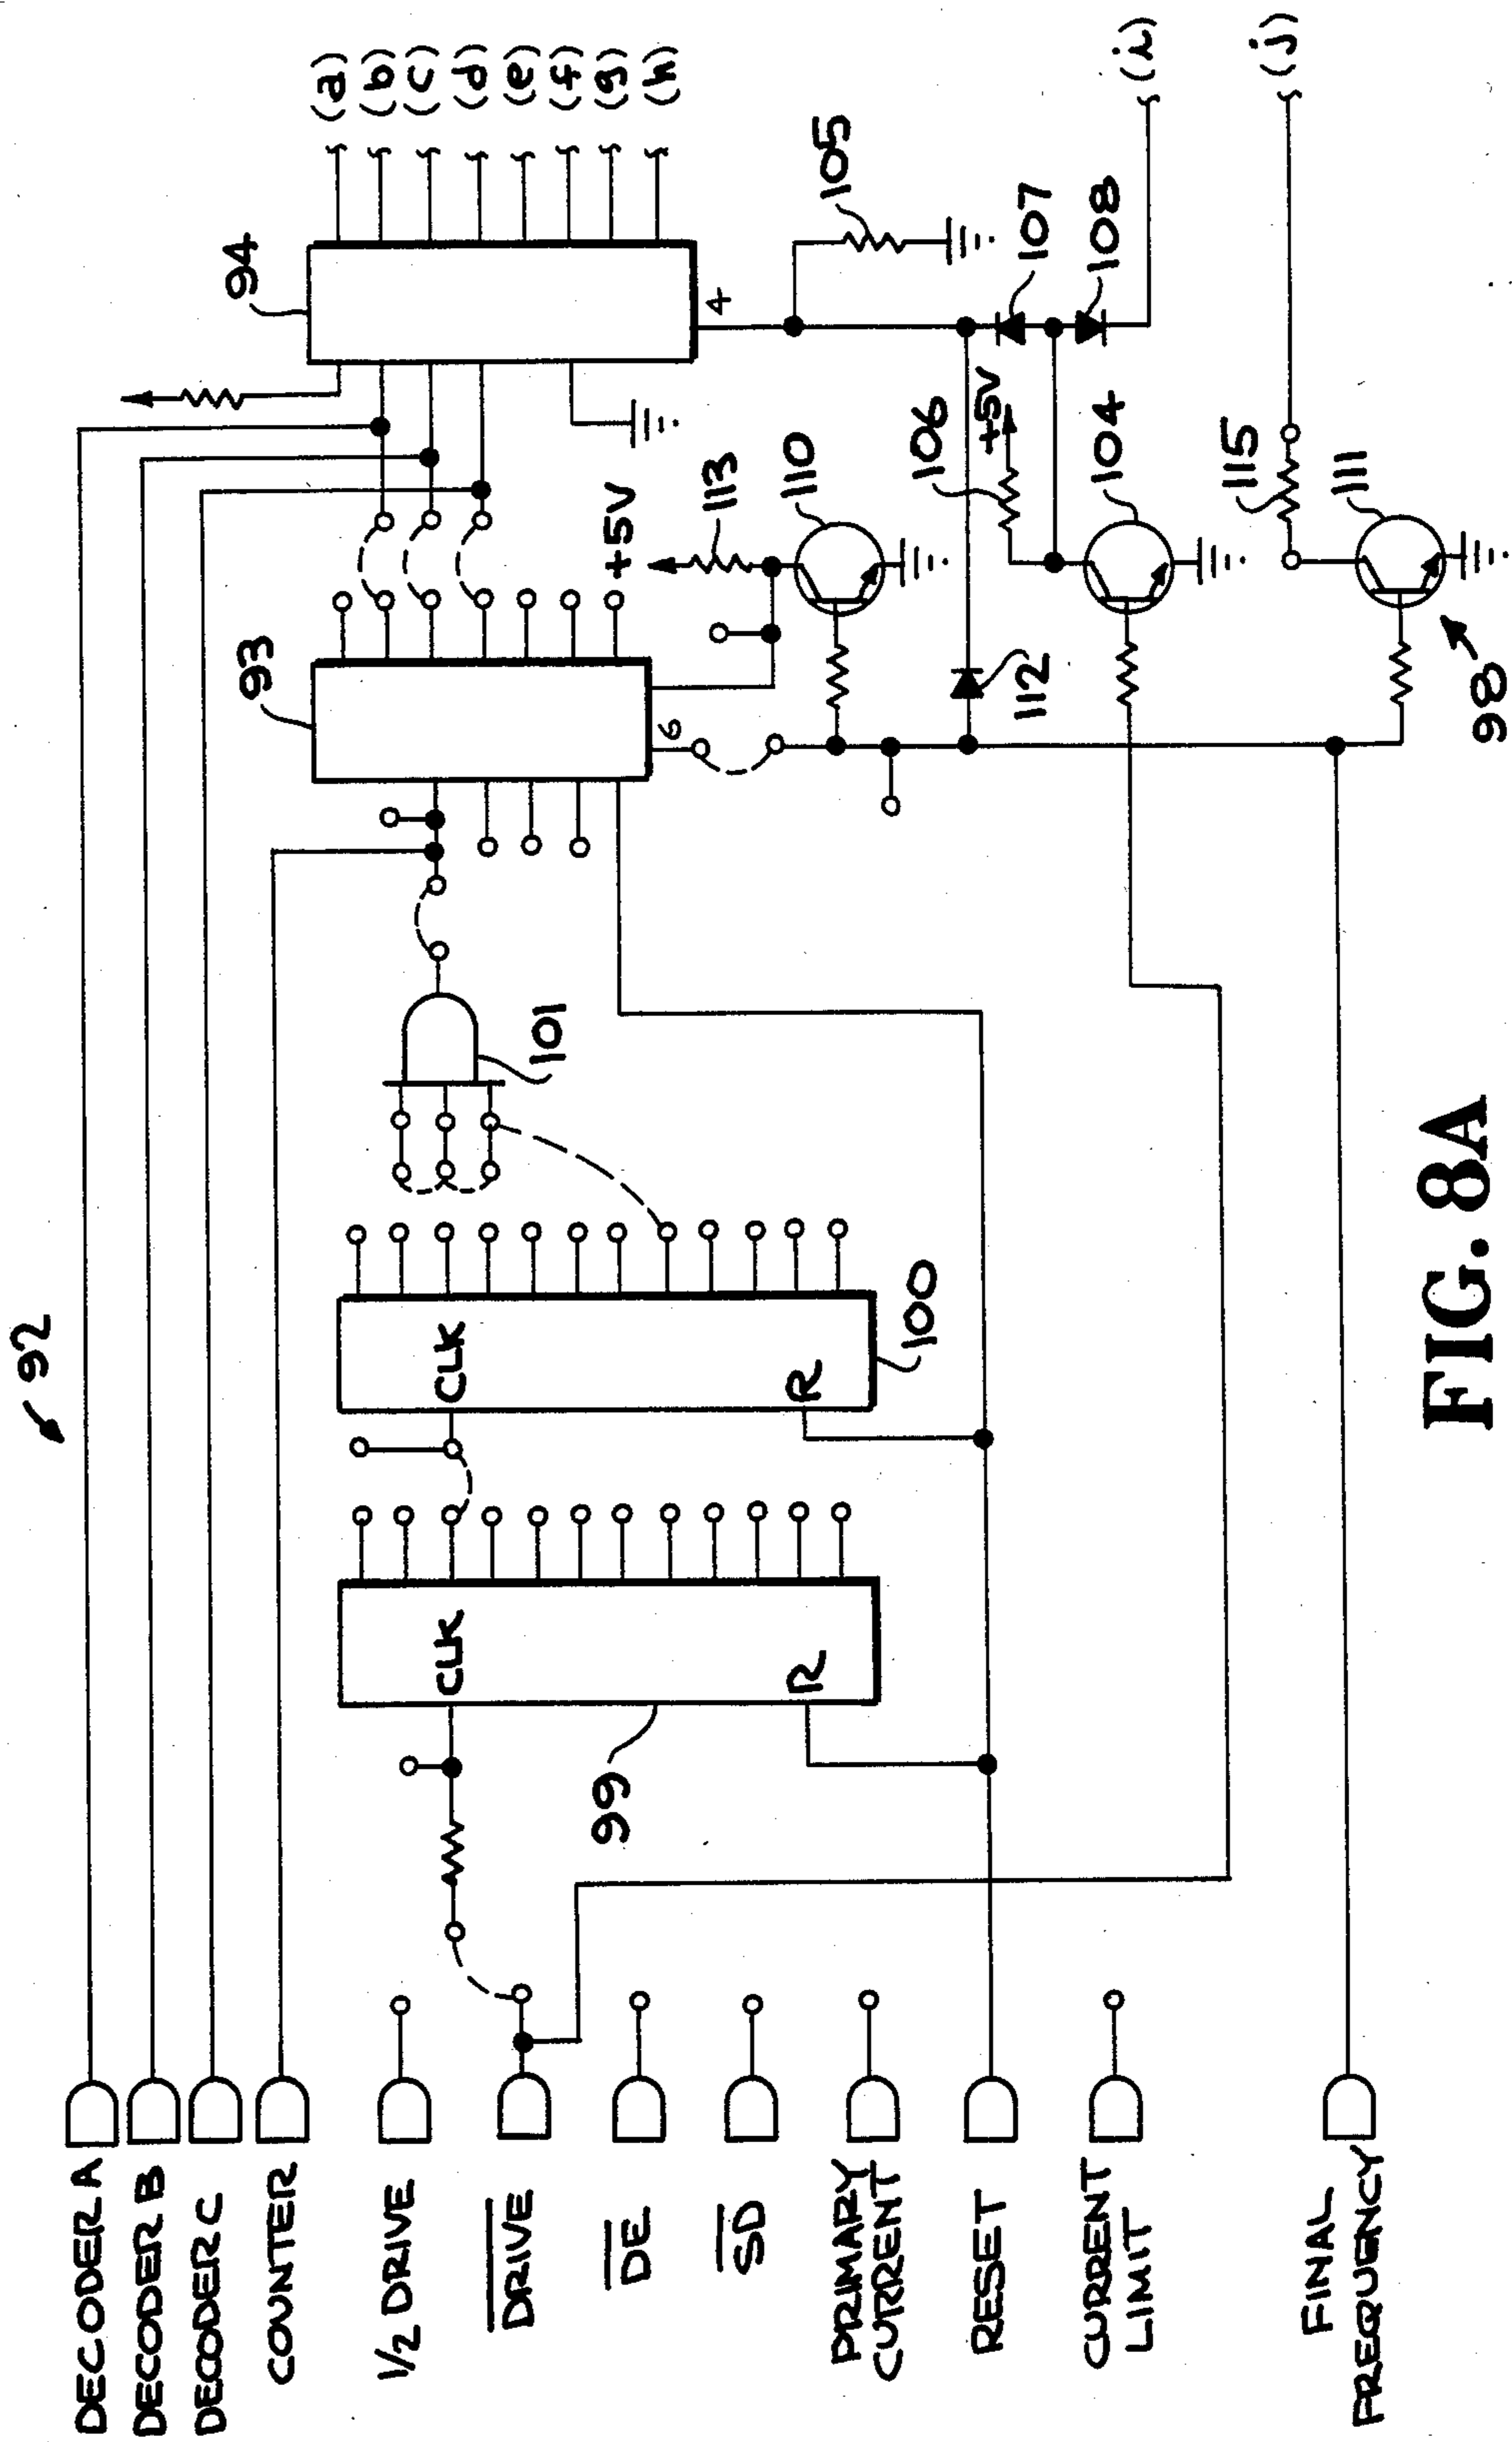 92
DECODER A
DECODER B
DECODER C
COUNTER
1/2 DRIVE
DRIVE
DE
SD
PRIMARY
CURRENT
RESET
CURRENT
LIMIT
FINAL
FREQUENCY
CLK
R
99
CLK
R
100
101
93
6
94
4
(a)
(b)
(c)
(d)
(e)
(f)
(g)
(h)
(i)
(j)
+5V
113
110
112
105
106
+5V
107
108
104
115
111
98
FIG. 8A